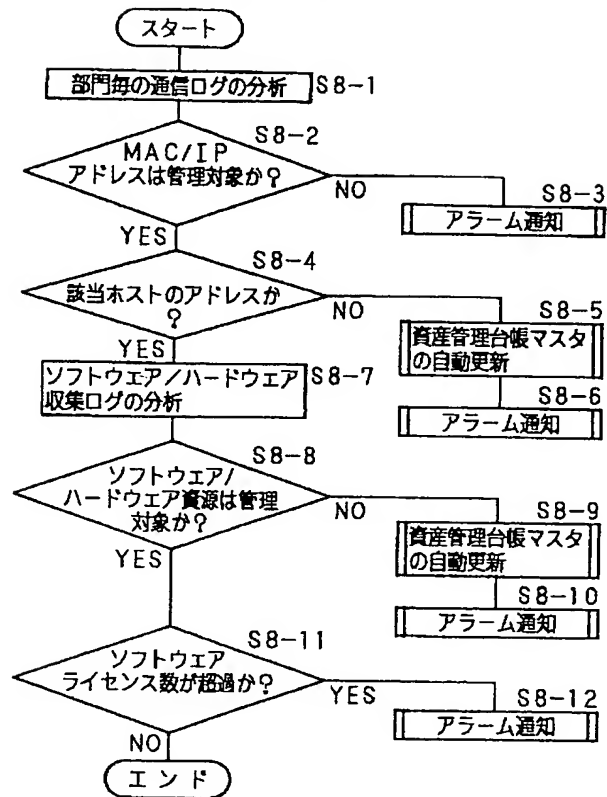 スタート
部門毎の通信ログの分析 S8-1
S8-2
MAC/IP
アドレスは管理対象か?
NO
S8-3
アラーム通知
YES
S8-4
該当ホストのアドレスか
?
NO
S8-5
資産管理台帳マスタ
の自動更新
S8-6
アラーム通知
YES
ソフトウェア/ハードウェア
収集ログの分析
S8-7
S8-8
ソフトウェア/
ハードウェア資源は管理
対象か?
NO
S8-9
資産管理台帳マスタ
の自動更新
S8-10
アラーム通知
YES
S8-11
ソフトウェア
ライセンス数が超過か?
YES
S8-12
アラーム通知
NO
エンド